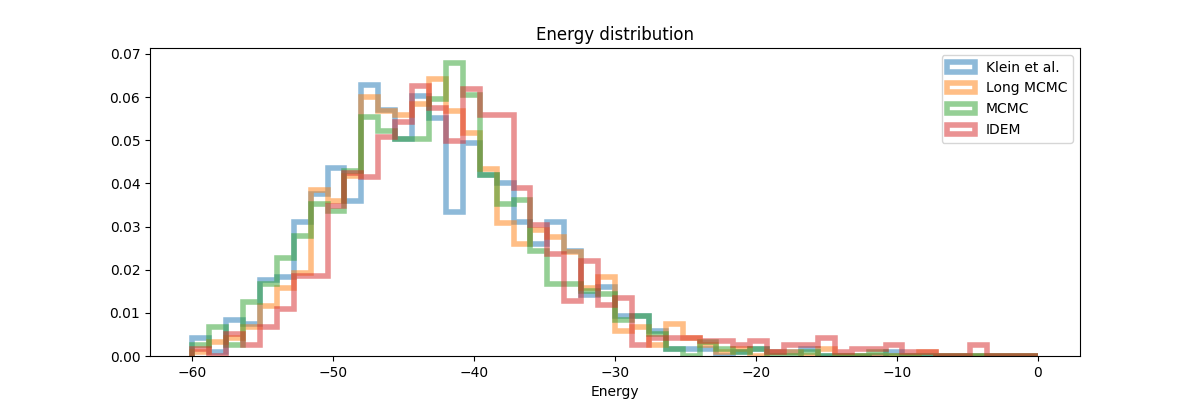 Energy distribution
0.07
0.06
0.05
0.04
0.03
0.02
0.01
0.00
Klein et al.
Long MCMC
MCMC
IDEM
−60
−50
−40
−30
−20
−10
0
Energy